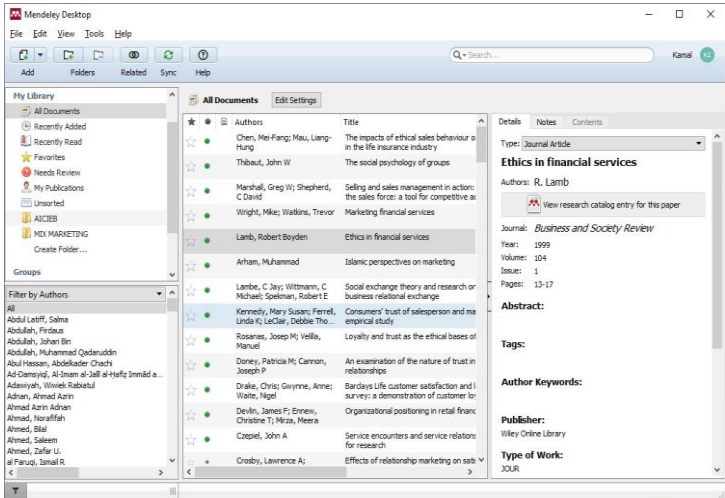 Mendeley Desktop
File Edit View Tools Help
Search...
Kamal
KZ
Add Folders Related Sync Help
My Library
All Documents
Recently Added
Recently Read
Favorites
Needs Review
My Publications
Unsorted
AICIEB
MIX MARKETING
Create Folder...
Groups
Filter by Authors
All
Abdul Latiff, Salma
Abdullah, Firdaus
Abdullah, Johari Bin
Abdullah, Muhammad Qadaruddin
Abul Hassan, Abdelkader Chachi
Ad-Damsyiqī, Al-Imam al-Jalīl al-Ḥafiẓ Immād a...
Adawiyah, Wiwiek Rabiatul
Adnan, Ahmad Azrin
Ahmad Azrin Adnan
Ahmad, Norafifah
Ahmed, Bilal
Ahmed, Saleem
Ahmed, Zafar U.
al Faruqi, Ismail R
All Documents Edit Settings
Authors Title
Chen, Mei-Fang; Mau, Liang-Hung
The impacts of ethical sales behaviour o
in the life insurance industry
Thibaut, John W The social psychology of groups
Marshall, Greg W; Shepherd,
C David
Selling and sales management in action:
the sales force: a tool for competitive a
Wright, Mike; Watkins, Trevor Marketing financial services
Lamb, Robert Boyden Ethics in financial services
Arham, Muhammad Islamic perspectives on marketing
Lambe, C Jay; Wittmann, C
Michael; Spekman, Robert E
Social exchange theory and research on
business relational exchange
Kennedy, Mary Susan; Ferrell,
Linda K; LeClair, Debbie Tho...
Consumers' trust of salesperson and ma
empirical study
Rosanas, Josep M; Velilla,
Manuel
Loyalty and trust as the ethical bases of
Doney, Patricia M; Cannon,
Joseph P
An examination of the nature of trust in
relationships
Drake, Chris; Gwynne, Anne;
Waite, Nigel
Barclays Life customer satisfaction and l
survey: a demonstration of customer lo
Devlin, James F; Ennew,
Christine T; Mirza, Meera
Organizational positioning in retail financ
Czepiel, John A
Service encounters and service relations
for research
Crosby, Lawrence A; Effects of relationship marketing on satis
Details Notes Contents
Type: Journal Article
Ethics in financial services
Authors: R. Lamb
View research catalog entry for this paper
Journal: Business and Society Review
Year: 1999
Volume: 104
Issue: 1
Pages: 13-17
Abstract:
Tags:
Author Keywords:
Publisher:
Wiley Online Library
Type of Work:
JOUR